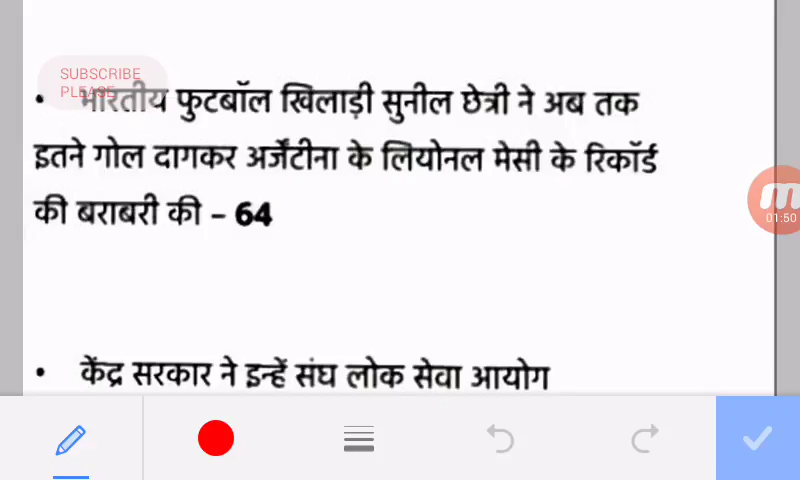 SUBSCRIBE
PLEASE
• भारतीय फुटबॉल खिलाड़ी सुनील छेत्री ने अब तक
इतने गोल दागकर अर्जेंटीना के लियोनल मेसी के रिकॉर्ड
की बराबरी की – 64
01:50
• केंद्र सरकार ने इन्हें संघ लोक सेवा आयोग